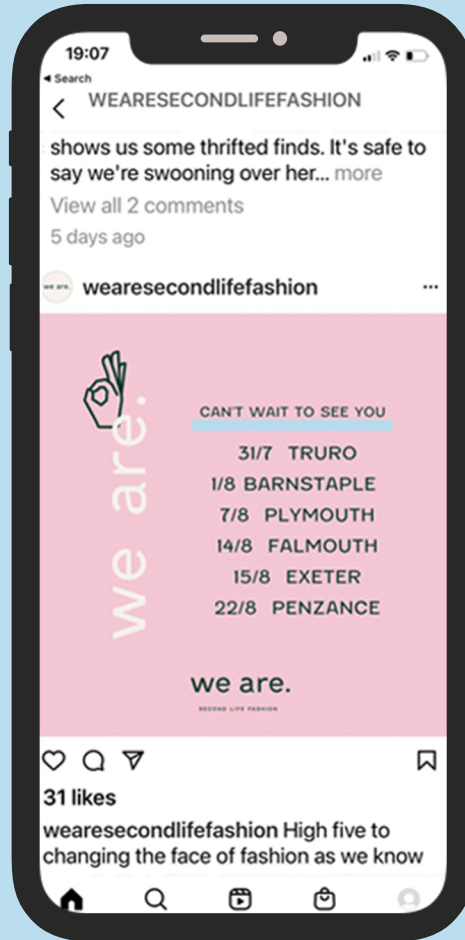 19:07
Search
WEARESECONDLIFEFASHION
shows us some thrifted finds. It's safe to
say we're swooning over her... more
View all 2 comments
5 days ago
we are.
wearesecondlifefashion
we are.
CAN'T WAIT TO SEE YOU
31/7 TRURO
1/8 BARNSTAPLE
7/8 PLYMOUTH
14/8 FALMOUTH
15/8 EXETER
22/8 PENZANCE
we are.
SECOND LIFE FASHION
31 likes
wearesecondlifefashion High five to
changing the face of fashion as we know